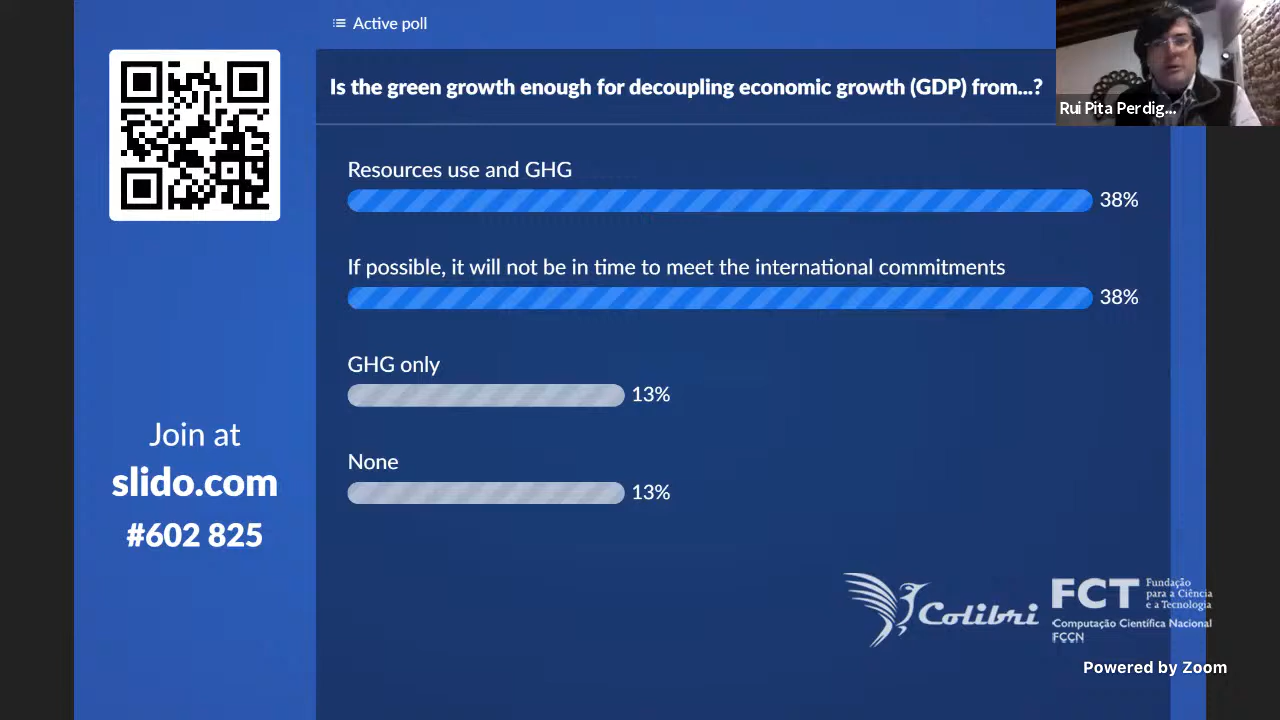 Active poll
Is the green growth enough for decoupling economic growth (GDP) from...?
Rui Pita Perdig...
Resources use and GHG
38%
If possible, it will not be in time to meet the international commitments
38%
GHG only
13%
None
13%
Join at
slido.com
#602 825
Colibri
FCT
Fundação
para a Ciência
e a Tecnologia
Computação Científica Nacional
FCCN
Powered by Zoom